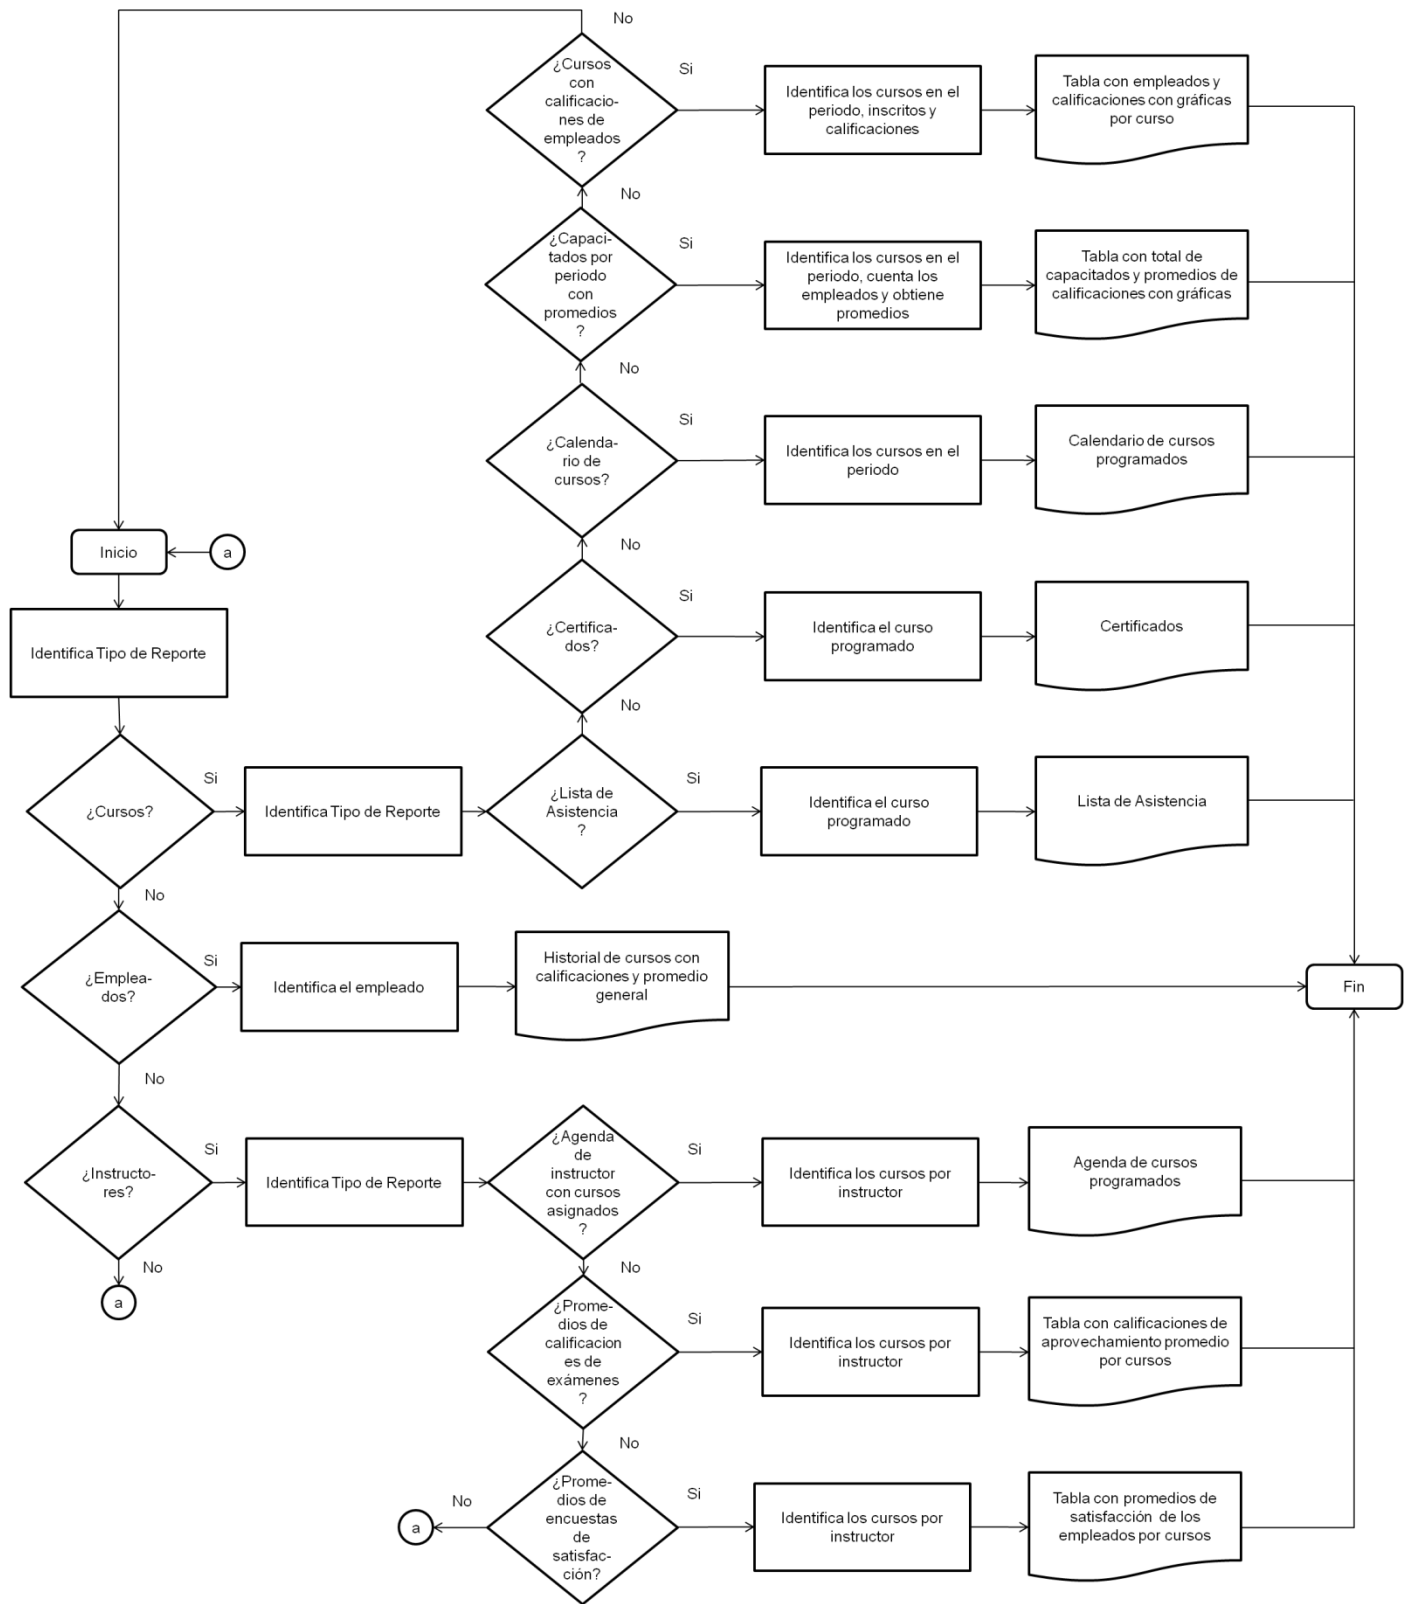 No
¿Cursos
con
calificacio-
nes de
empleados
?
Si
Identifica los cursos en el
periodo, inscritos y
calificaciones
Tabla con empleados y
calificaciones con gráficas
por curso
No
¿Capaci-
tados por
periodo
con
promedios
?
Si
Identifica los cursos en el
periodo, cuenta los
empleados y obtiene
promedios
Tabla con total de
capacitados y promedios de
calificaciones con gráficas
No
¿Calenda-
rio de
cursos?
Si
Identifica los cursos en el
periodo
Calendario de cursos
programados
Inicio
a
No
¿Certifica-
dos?
Si
Identifica el curso
programado
Certificados
Identifica Tipo de Reporte
No
¿Cursos?
Si
Identifica Tipo de Reporte
¿Lista de
Asistencia
?
Si
Identifica el curso
programado
Lista de Asistencia
No
¿Emplea-
dos?
Si
Identifica el empleado
Historial de cursos con
calificaciones y promedio
general
Fin
No
¿Instructo-
res?
Si
Identifica Tipo de Reporte
¿Agenda
de
instructor
con cursos
asignados
?
Si
Identifica los cursos por
instructor
Agenda de cursos
programados
No
a
No
¿Prome-
dios de
calificacion
es de
exámenes
?
Si
Identifica los cursos por
instructor
Tabla con calificaciones de
aprovechamiento promedio
por cursos
No
¿Prome-
dios de
encuestas
de
satisfac-
ción?
No
a
Si
Identifica los cursos por
instructor
Tabla con promedios de
satisfacción de los
empleados por cursos